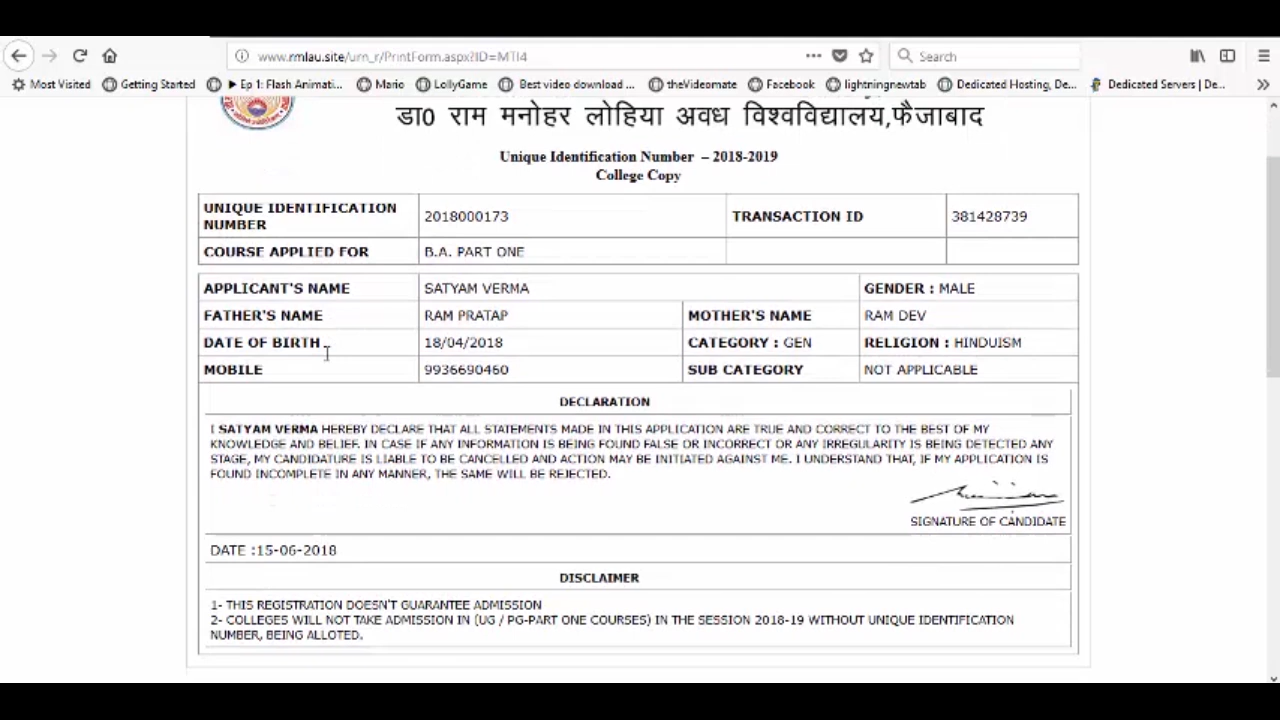 www.rmlau.site/urn_r/PrintForm.aspx?ID=MTI4
Search
Most Visited Getting Started Ep 1: Flash Animati... Mario LollyGame Best video download ... theVideomate Facebook lightningnewtab Dedicated Hosting, De... Dedicated Servers | De...
डा0 राम मनोहर लोहिया अवध विश्वविद्यालय,फैजाबाद
Unique Identification Number – 2018-2019
College Copy
UNIQUE IDENTIFICATION NUMBER 2018000173 TRANSACTION ID 381428739
COURSE APPLIED FOR B.A. PART ONE
APPLICANT'S NAME SATYAM VERMA GENDER : MALE
FATHER'S NAME RAM PRATAP MOTHER'S NAME RAM DEV
DATE OF BIRTH 18/04/2018 CATEGORY : GEN RELIGION : HINDUISM
MOBILE 9936690460 SUB CATEGORY NOT APPLICABLE
DECLARATION
I SATYAM VERMA HEREBY DECLARE THAT ALL STATEMENTS MADE IN THIS APPLICATION ARE TRUE AND CORRECT TO THE BEST OF MY
KNOWLEDGE AND BELIEF. IN CASE IF ANY INFORMATION IS BEING FOUND FALSE OR INCORRECT OR ANY IRREGULARITY IS BEING DETECTED ANY
STAGE, MY CANDIDATURE IS LIABLE TO BE CANCELLED AND ACTION MAY BE INITIATED AGAINST ME. I UNDERSTAND THAT, IF MY APPLICATION IS
FOUND INCOMPLETE IN ANY MANNER, THE SAME WILL BE REJECTED.
SIGNATURE OF CANDIDATE
DATE :15-06-2018
DISCLAIMER
1- THIS REGISTRATION DOESN'T GUARANTEE ADMISSION
2- COLLEGES WILL NOT TAKE ADMISSION IN (UG / PG-PART ONE COURSES) IN THE SESSION 2018-19 WITHOUT UNIQUE IDENTIFICATION
NUMBER, BEING ALLOTED.